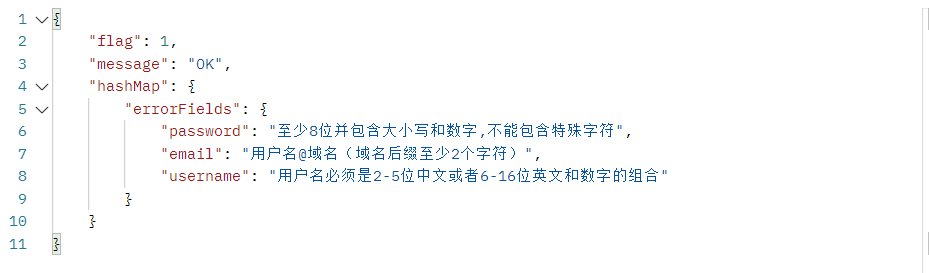 1 {
2 "flag": 1,
3 "message": "OK",
4 "hashMap": {
5 "errorFields": {
6 "password": "至少8位并包含大小写和数字,不能包含特殊字符",
7 "email": "用户名@域名（域名后缀至少2个字符）",
8 "username": "用户名必须是2-5位中文或者6-16位英文和数字的组合"
9 }
10 }
11 }